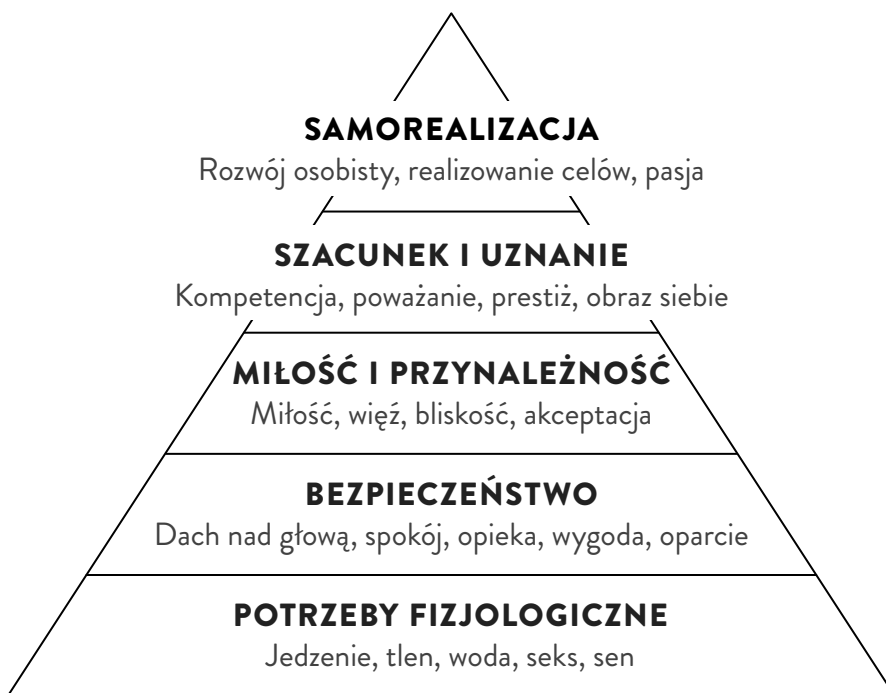 SAMOREALIZACJA
Rozwój osobisty, realizowanie celów, pasja
SZACUNEK I UZNANIE
Kompetencja, poważanie, prestiż, obraz siebie
MIŁOŚĆ I PRZYNALEŻNOŚĆ
Miłość, więź, bliskość, akceptacja
BEZPIECZEŃSTWO
Dach nad głową, spokój, opieka, wygoda, oparcie
POTRZEBY FIZJOLOGICZNE
Jedzenie, tlen, woda, seks, sen